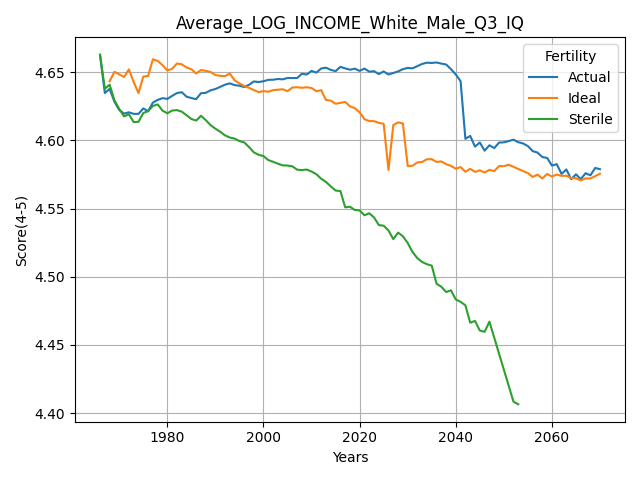 Average_LOG_INCOME_White_Male_Q3_IQ
Fertility
Actual
Ideal
Sterile
Score(4-5)
4.65
4.60
4.55
4.50
4.45
4.40
1980
2000
2020
2040
2060
Years